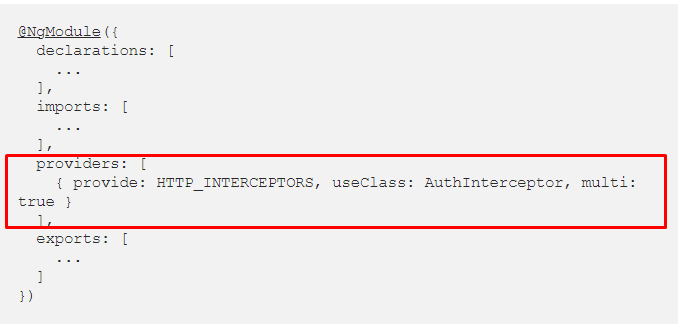 @NgModule({
declarations: [
...
],
imports: [
...
],
providers: [
{ provide: HTTP_INTERCEPTORS, useClass: AuthInterceptor, multi:
true }
],
exports: [
...
]
})